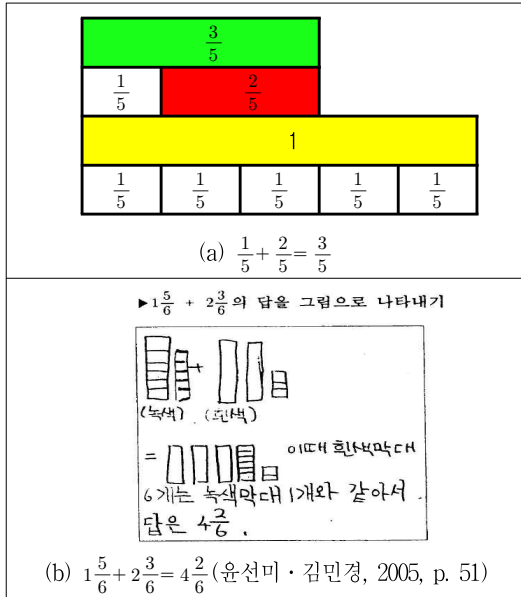 3/5
1/5 2/5
1
1/5 1/5 1/5 1/5 1/5
(a) 1/5 + 2/5 = 3/5
▶1 5/6 + 2 3/6 의 답을 그림으로 나타내기
+
(녹색) (흰색)
= 이때 흰색막대
6개는 녹색막대 1개와 같아서
답은 4 2/6 .
(b) 1 5/6 + 2 3/6 = 4 2/6 (윤선미・김민경, 2005, p. 51)